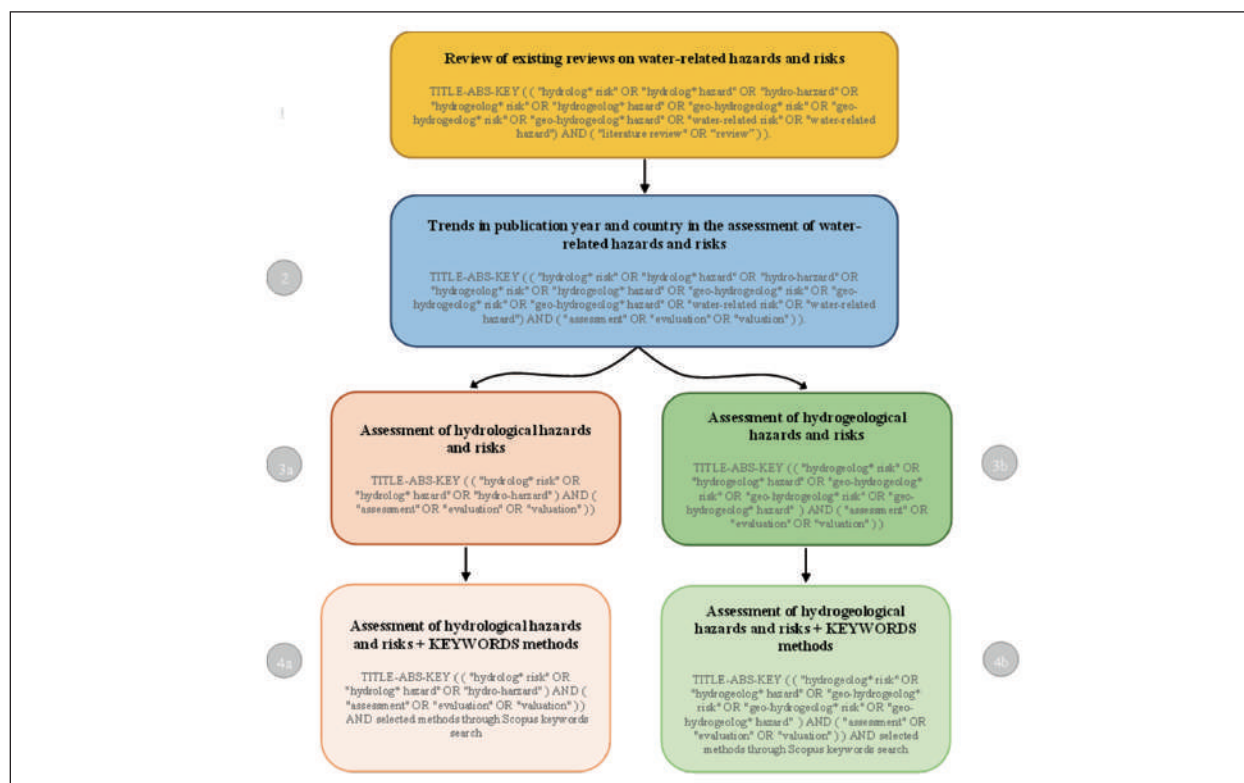 Review of existing reviews on water-related hazards and risks
TITLE-ABS-KEY (( "hydrolog* risk" OR "hydrolog* hazard" OR "hydro-harzard" OR
"hydrogeolog* risk" OR "hydrogeolog* hazard" OR "geo-hydrogeolog* risk" OR "geo-
hydrogeolog* risk" OR "geo-hydrogeolog* hazard" OR "water-related risk" OR "water-related
hazard") AND ( "literature review" OR "review" ) ).
Trends in publication year and country in the assessment of water-
related hazards and risks
2
TITLE-ABS-KEY (( "hydrolog* risk" OR "hydrolog* hazard" OR "hydro-harzard" OR
"hydrogeolog* risk" OR "hydrogeolog* hazard" OR "geo-hydrogeolog* risk" OR "geo-
hydrogeolog* risk" OR "geo-hydrogeolog* hazard" OR "water-related risk" OR "water-related
hazard") AND ( "assessment" OR "evaluation" OR "valuation" ) ).
Assessment of hydrological hazards
and risks
3a
TITLE-ABS-KEY (( "hydrolog* risk" OR
"hydrolog* hazard" OR "hydro-harzard" ) AND (
"assessment" OR "evaluation" OR "valuation" ))
Assessment of hydrogeological
hazards and risks
3b
TITLE-ABS-KEY (( "hydrogeolog* risk" OR
"hydrogeolog* hazard" OR "geo-hydrogeolog*
risk" OR "geo-hydrogeolog* risk" OR "geo-
hydrogeolog* hazard" ) AND ( "assessment" OR
"evaluation" OR "valuation" ))
Assessment of hydrological hazards
and risks + KEYWORDS methods
4a
TITLE-ABS-KEY (( "hydrolog* risk" OR
"hydrolog* hazard" OR "hydro-harzard" ) AND (
"assessment" OR "evaluation" OR "valuation" ))
AND selected methods through Scopus keywords
search
Assessment of hydrogeological
hazards and risks + KEYWORDS
methods
4b
TITLE-ABS-KEY (( "hydrogeolog* risk" OR
"hydrogeolog* hazard" OR "geo-hydrogeolog*
risk" OR "geo-hydrogeolog* risk" OR "geo-
hydrogeolog* hazard" ) AND ( "assessment" OR
"evaluation" OR "valuation" ) ) AND selected
methods through Scopus keywords search